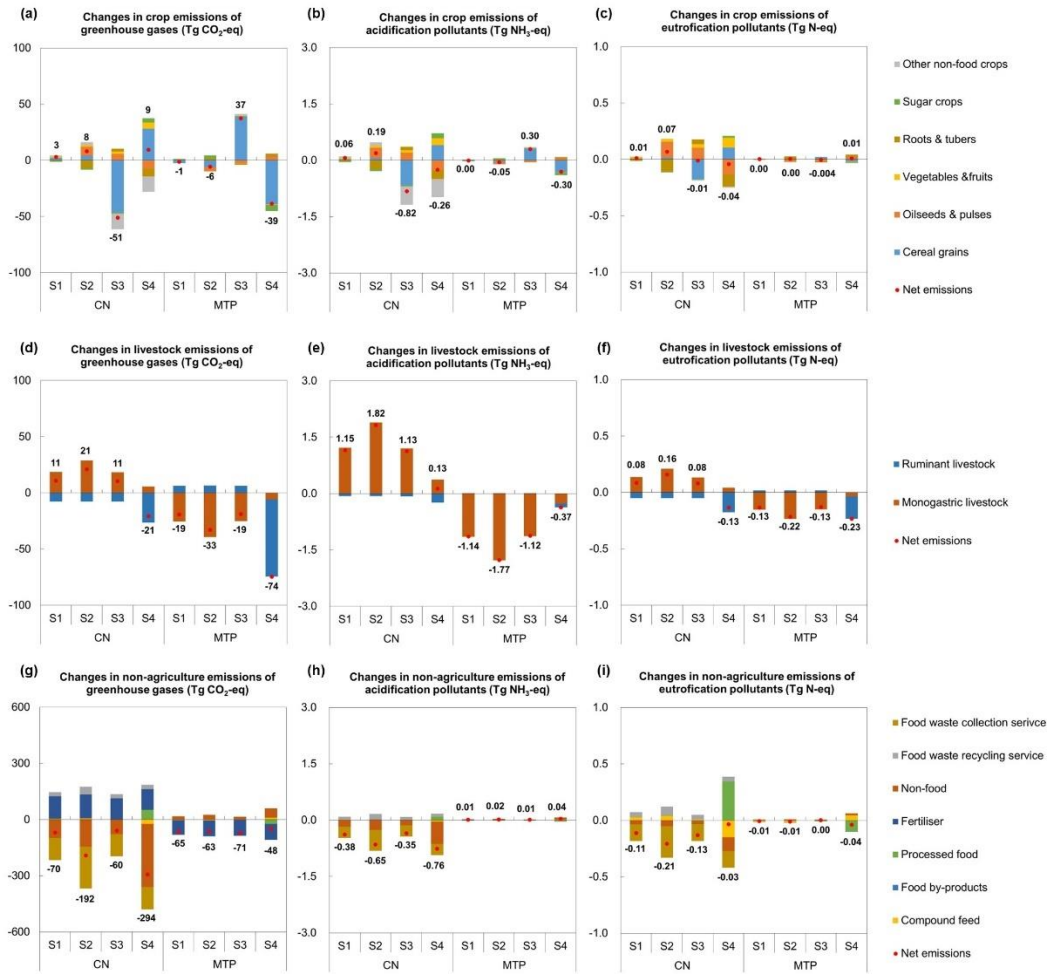 (a)
Changes in crop emissions of
greenhouse gases (Tg CO₂-eq)
100
50
0
-50
-100
3
8
-51
9
-1
-6
37
-39
S1 S2 S3 S4 S1 S2 S3 S4
CN MTP
(b)
Changes in crop emissions of
acidification pollutants (Tg NH₃-eq)
3.0
1.5
0.0
-1.5
-3.0
0.06
0.19
-0.82
-0.26
0.00
-0.05
0.30
-0.30
S1 S2 S3 S4 S1 S2 S3 S4
CN MTP
(c)
Changes in crop emissions of
eutrofication pollutants (Tg N-eq)
1.0
0.5
0.0
-0.5
-1.0
0.01
0.07
-0.01
-0.04
0.00
0.00
-0.004
0.01
S1 S2 S3 S4 S1 S2 S3 S4
CN MTP
Other non-food crops
Sugar crops
Roots & tubers
Vegetables &fruits
Oilseeds & pulses
Cereal grains
Net emissions
(d)
Changes in livestock emissions of
greenhouse gases (Tg CO₂-eq)
100
50
0
-50
-100
11
21
11
-21
-19
-33
-19
-74
S1 S2 S3 S4 S1 S2 S3 S4
CN MTP
(e)
Changes in livestock emissions of
acidification pollutants (Tg NH₃-eq)
3.0
1.5
0.0
-1.5
-3.0
1.15
1.82
1.13
0.13
-1.14
-1.77
-1.12
-0.37
S1 S2 S3 S4 S1 S2 S3 S4
CN MTP
(f)
Changes in livestock emissions of
eutrofication pollutants (Tg N-eq)
1.0
0.5
0.0
-0.5
-1.0
0.08
0.16
0.08
-0.13
-0.13
-0.22
-0.13
-0.23
S1 S2 S3 S4 S1 S2 S3 S4
CN MTP
Ruminant livestock
Monogastric livestock
Net emissions
(g)
Changes in non-agriculture emissions of
greenhouse gases (Tg CO₂-eq)
600
300
0
-300
-600
-70
-192
-60
-294
-65
-63
-71
-48
S1 S2 S3 S4 S1 S2 S3 S4
CN MTP
(h)
Changes in non-agriculture emissions of
acidification pollutants (Tg NH₃-eq)
3.0
1.5
0.0
-1.5
-3.0
-0.38
-0.65
-0.35
-0.76
0.01
0.02
0.01
0.04
S1 S2 S3 S4 S1 S2 S3 S4
CN MTP
(i)
Changes in non-agriculture emissions of
eutrofication pollutants (Tg N-eq)
1.0
0.5
0.0
-0.5
-1.0
-0.11
-0.21
-0.13
-0.03
-0.01
-0.01
0.00
-0.04
S1 S2 S3 S4 S1 S2 S3 S4
CN MTP
Food waste collection serivce
Food waste recycling service
Non-food
Fertiliser
Processed food
Food by-products
Compound feed
Net emissions